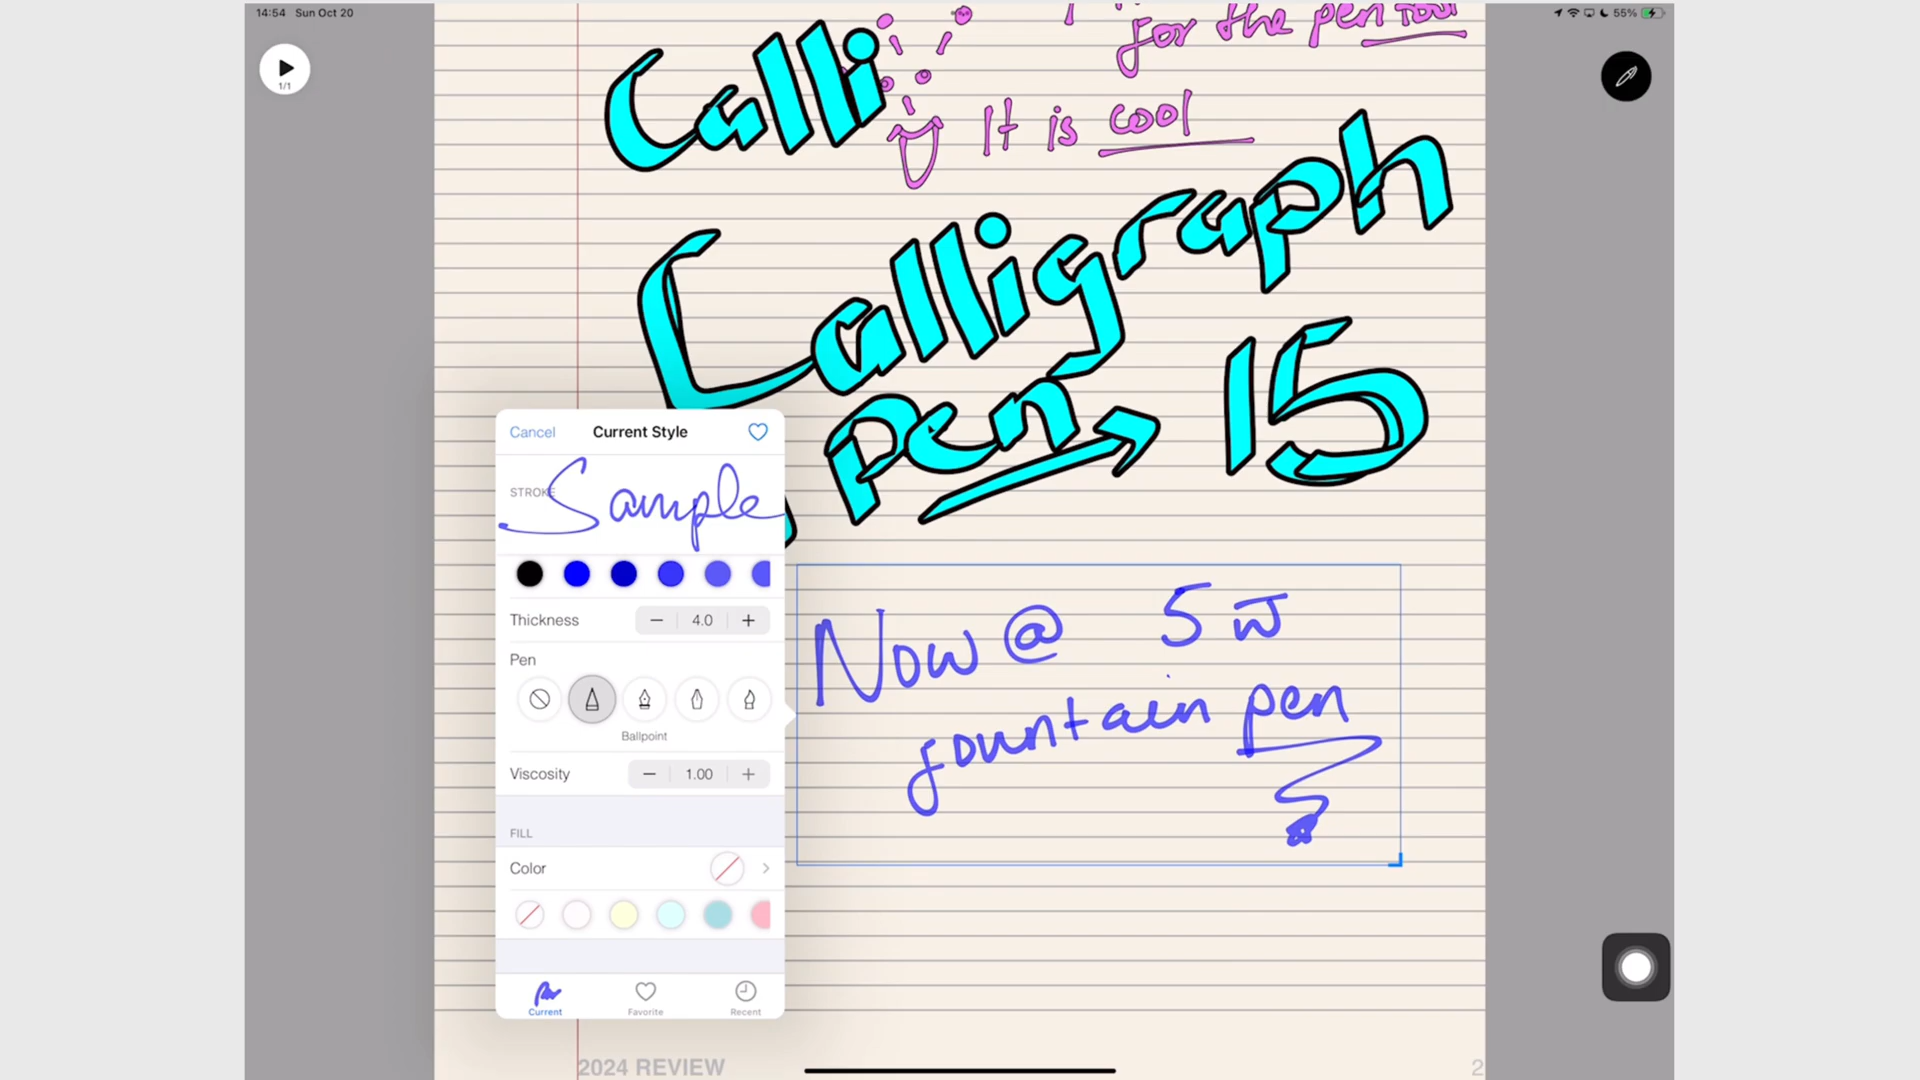 14:54 Sun Oct 20
55%
1/1
for the pen tool
Calli
It is cool
Calligraph
Pen → 15
Cancel Current Style
STROKE
Sample
Thickness 4.0
Pen
Ballpoint
Viscosity 1.00
FILL
Color
Current Favorite Recent
Now @ 5
fountain pen
2024 REVIEW 2